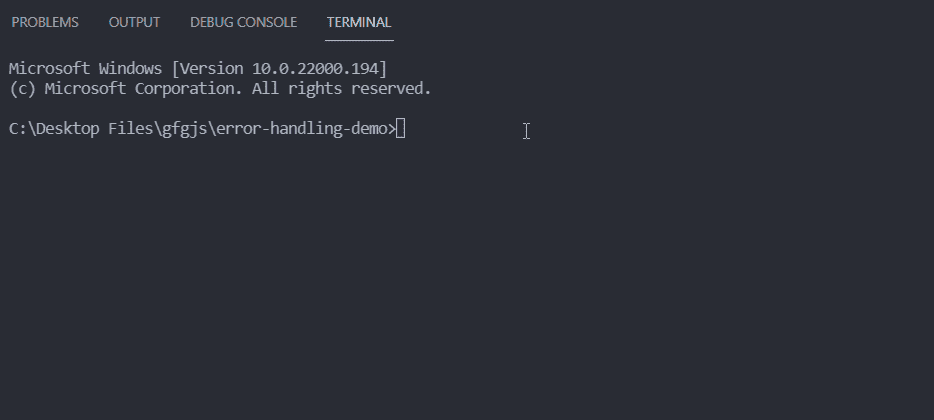 PROBLEMS OUTPUT DEBUG CONSOLE TERMINAL
Microsoft Windows [Version 10.0.22000.194]
(c) Microsoft Corporation. All rights reserved.
C:\Desktop Files\gfgjs\error-handling-demo>